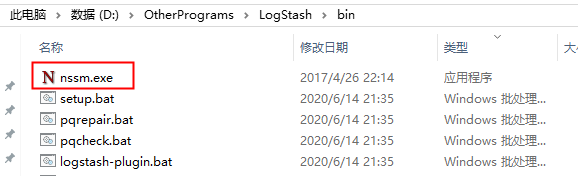 此电脑 > 数据 (D:) > OtherPrograms > LogStash > bin
名称 修改日期 类型 大小
nssm.exe 2017/4/26 22:14 应用程序
setup.bat 2020/6/14 21:35 Windows 批处理...
pqrepair.bat 2020/6/14 21:35 Windows 批处理...
pqcheck.bat 2020/6/14 21:35 Windows 批处理...
logstash-plugin.bat 2020/6/14 21:35 Windows 批处理...